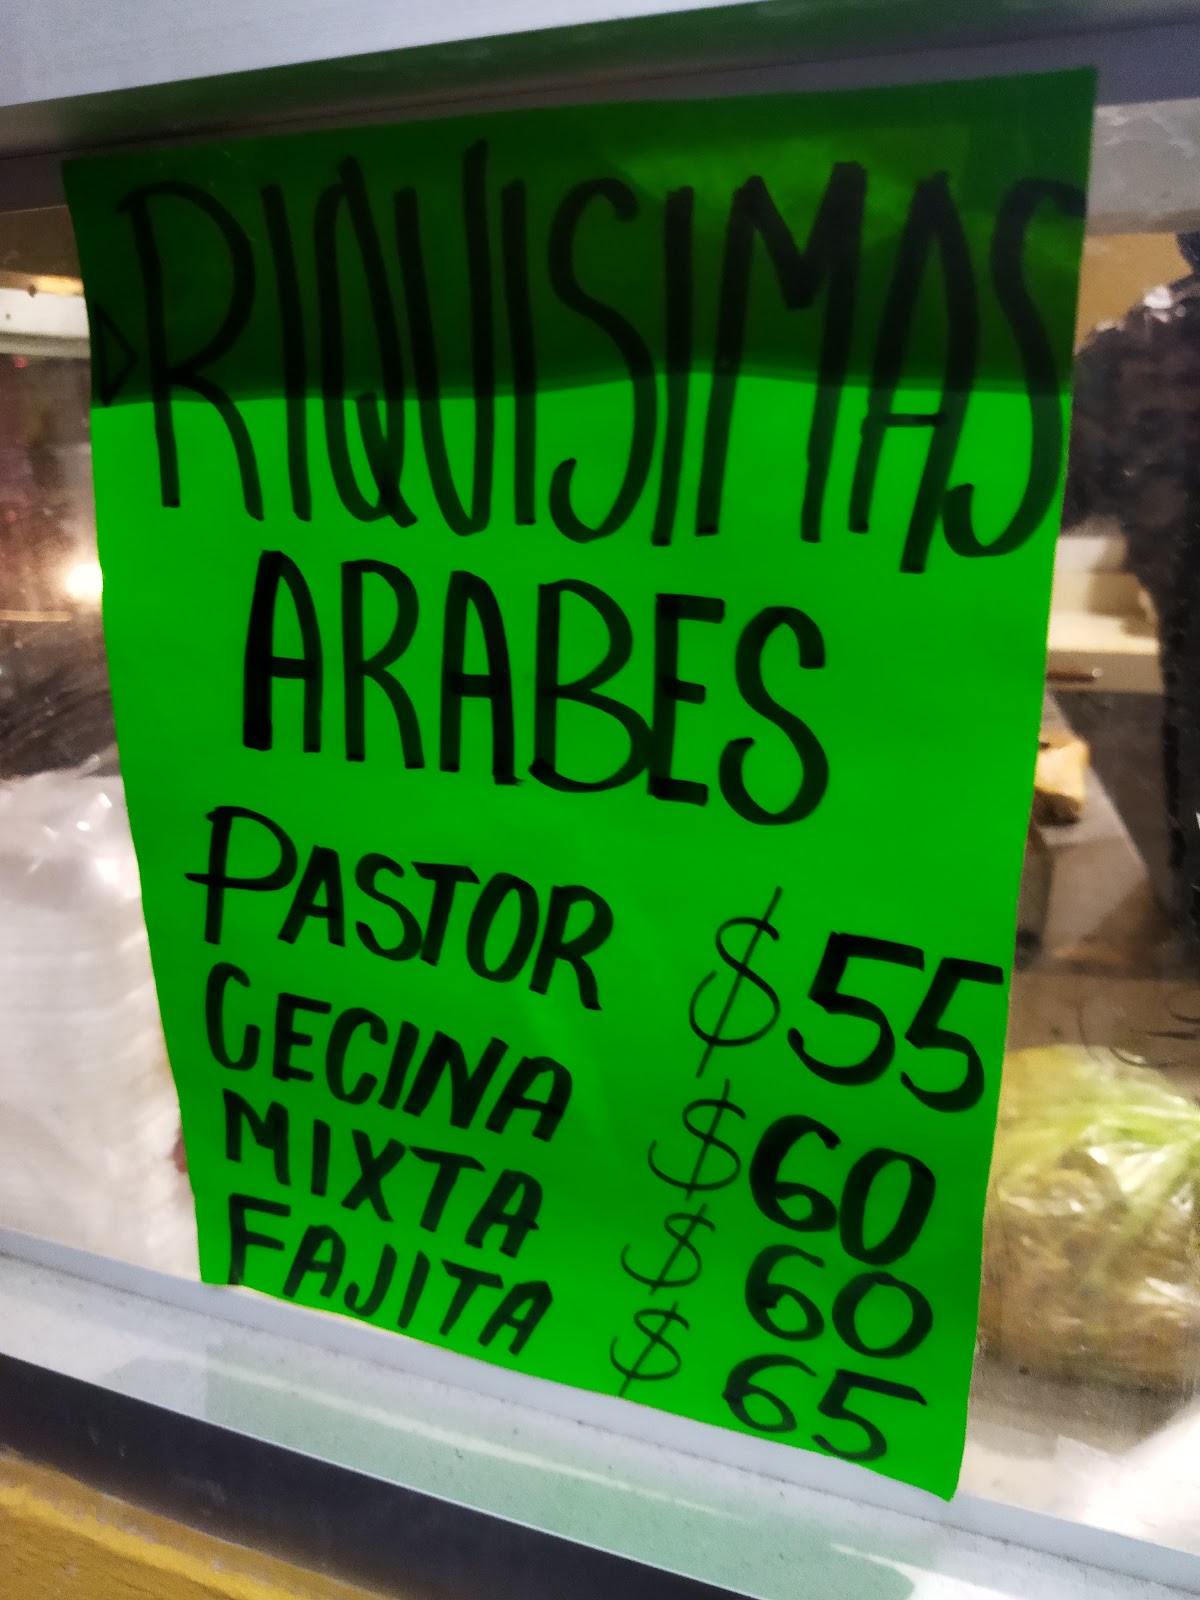 RIQUISIMAS
ARABES
PASTOR $55
CECINA $60
MIXTA $60
FAJITA $65